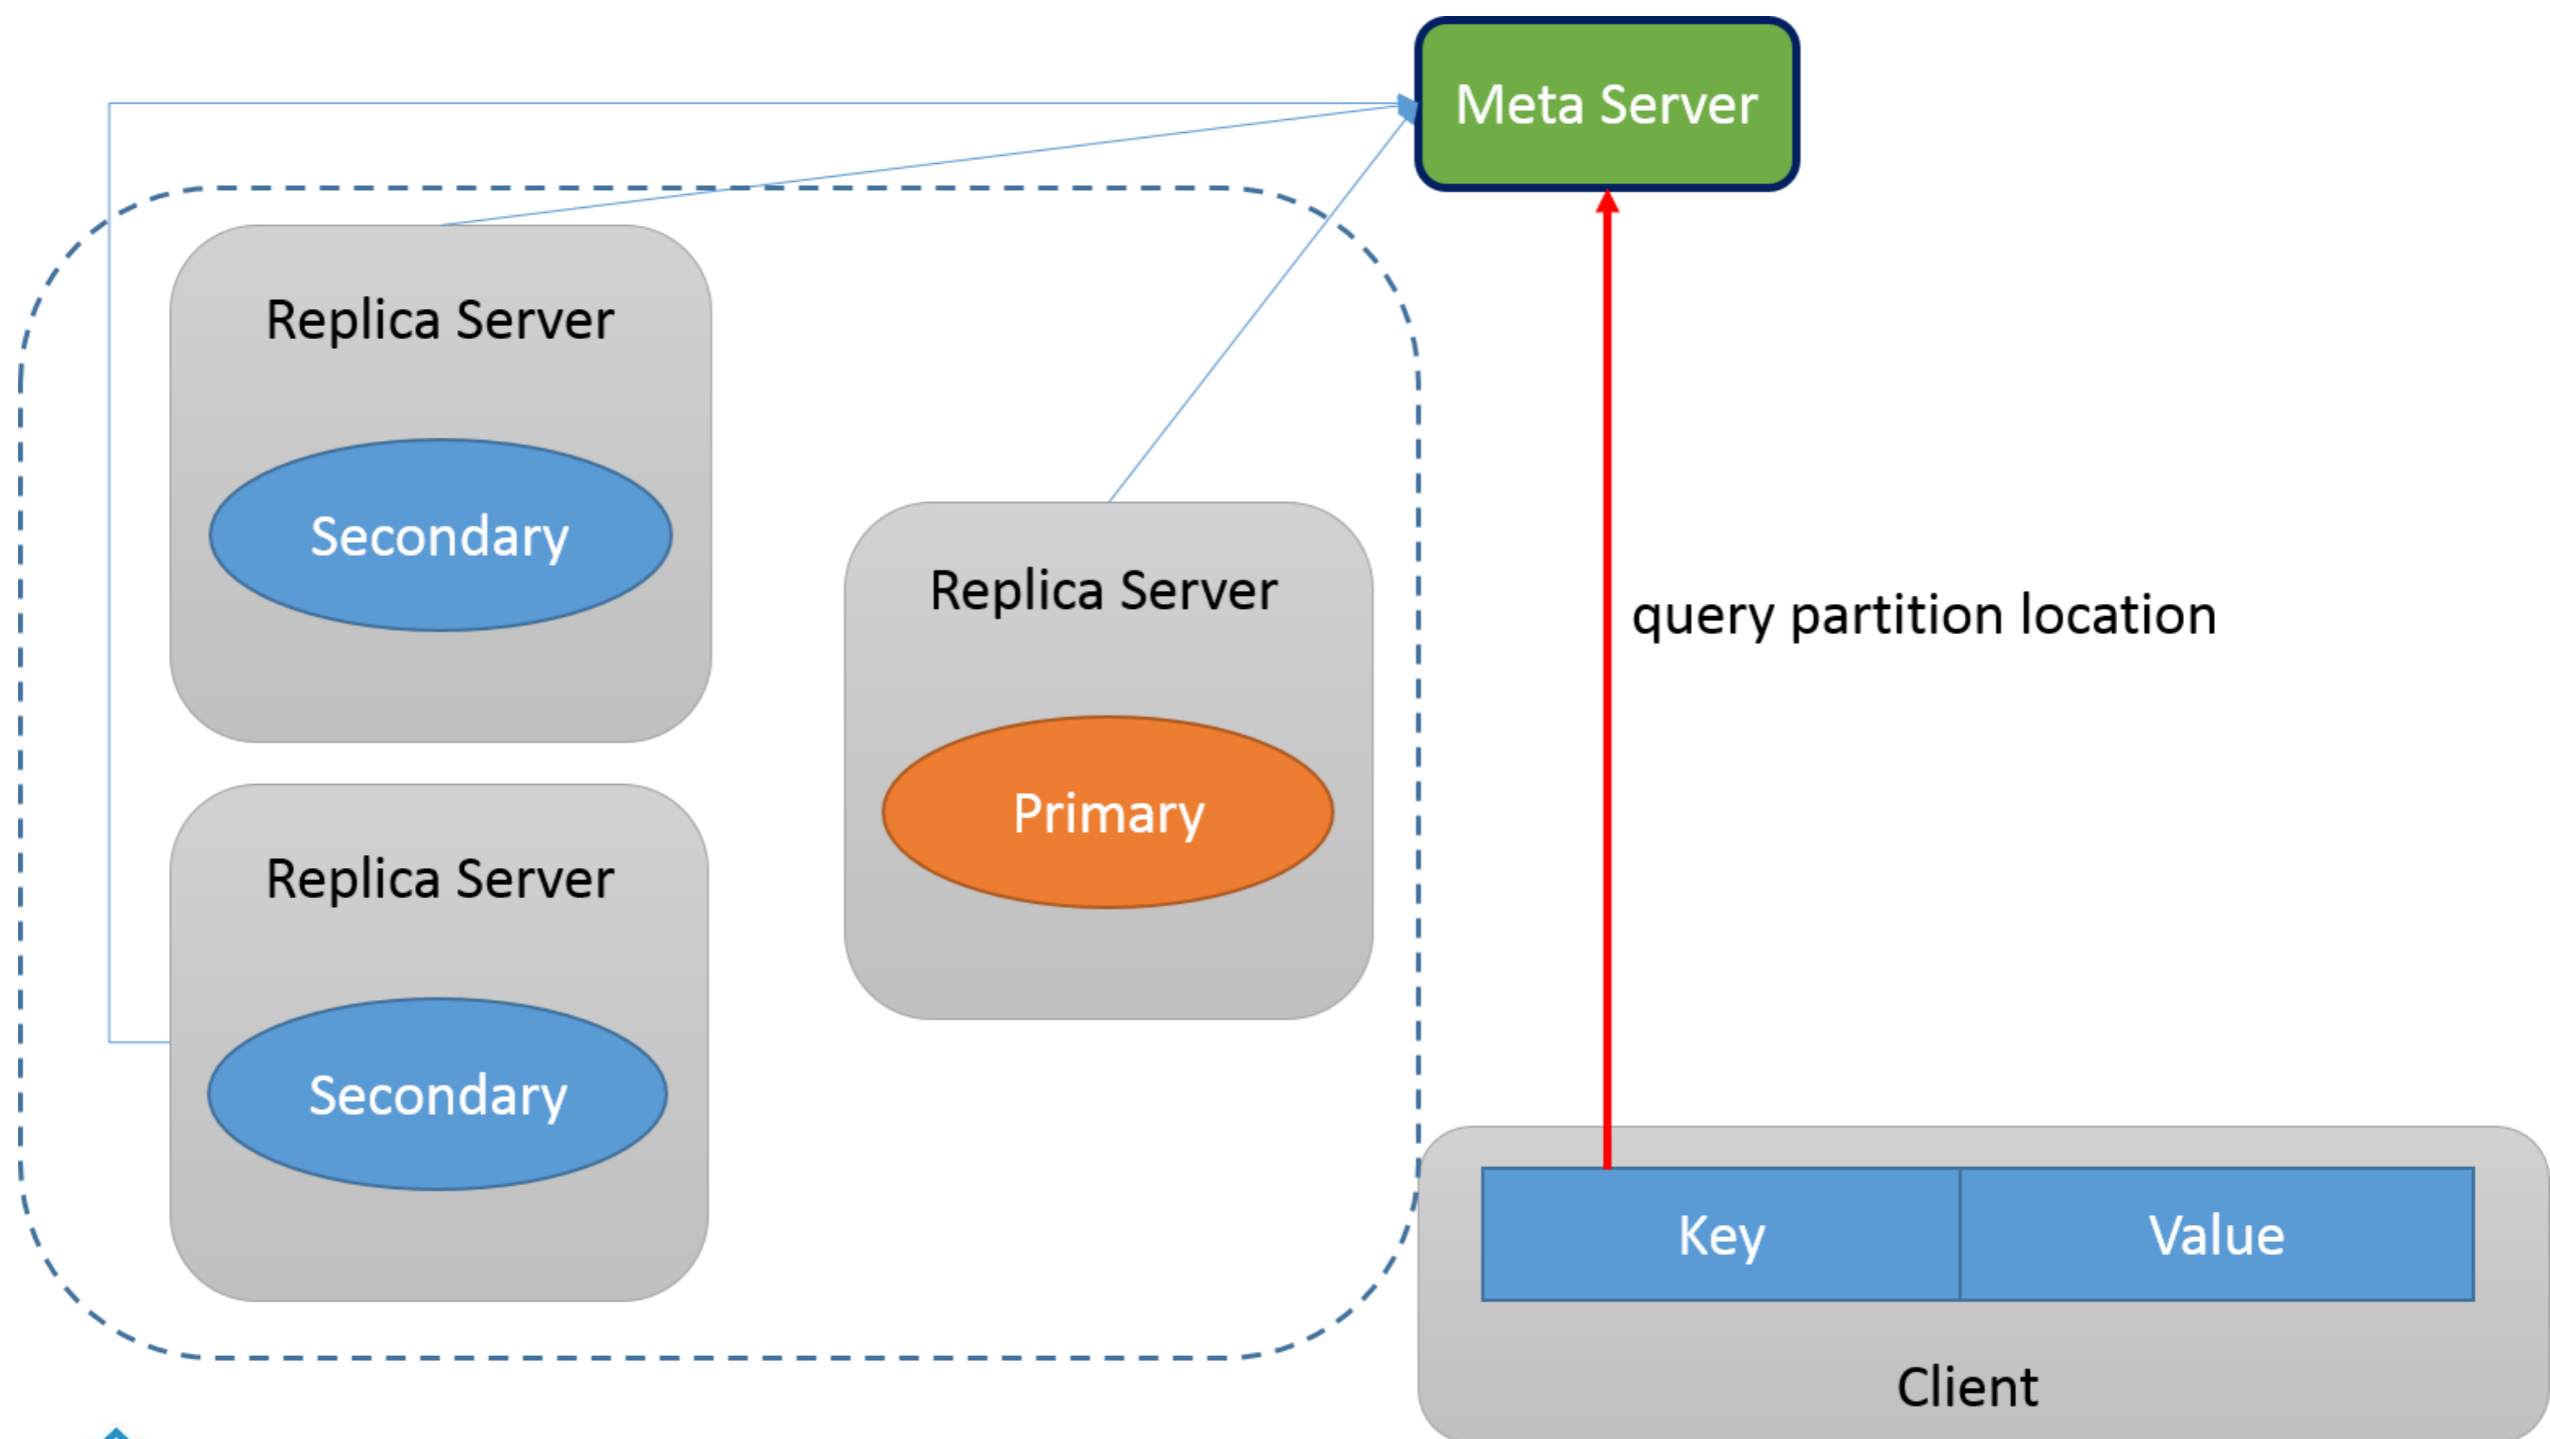 Meta Server
Replica Server
Secondary
Replica Server
Primary
query partition location
Replica Server
Secondary
Key
Value
Client